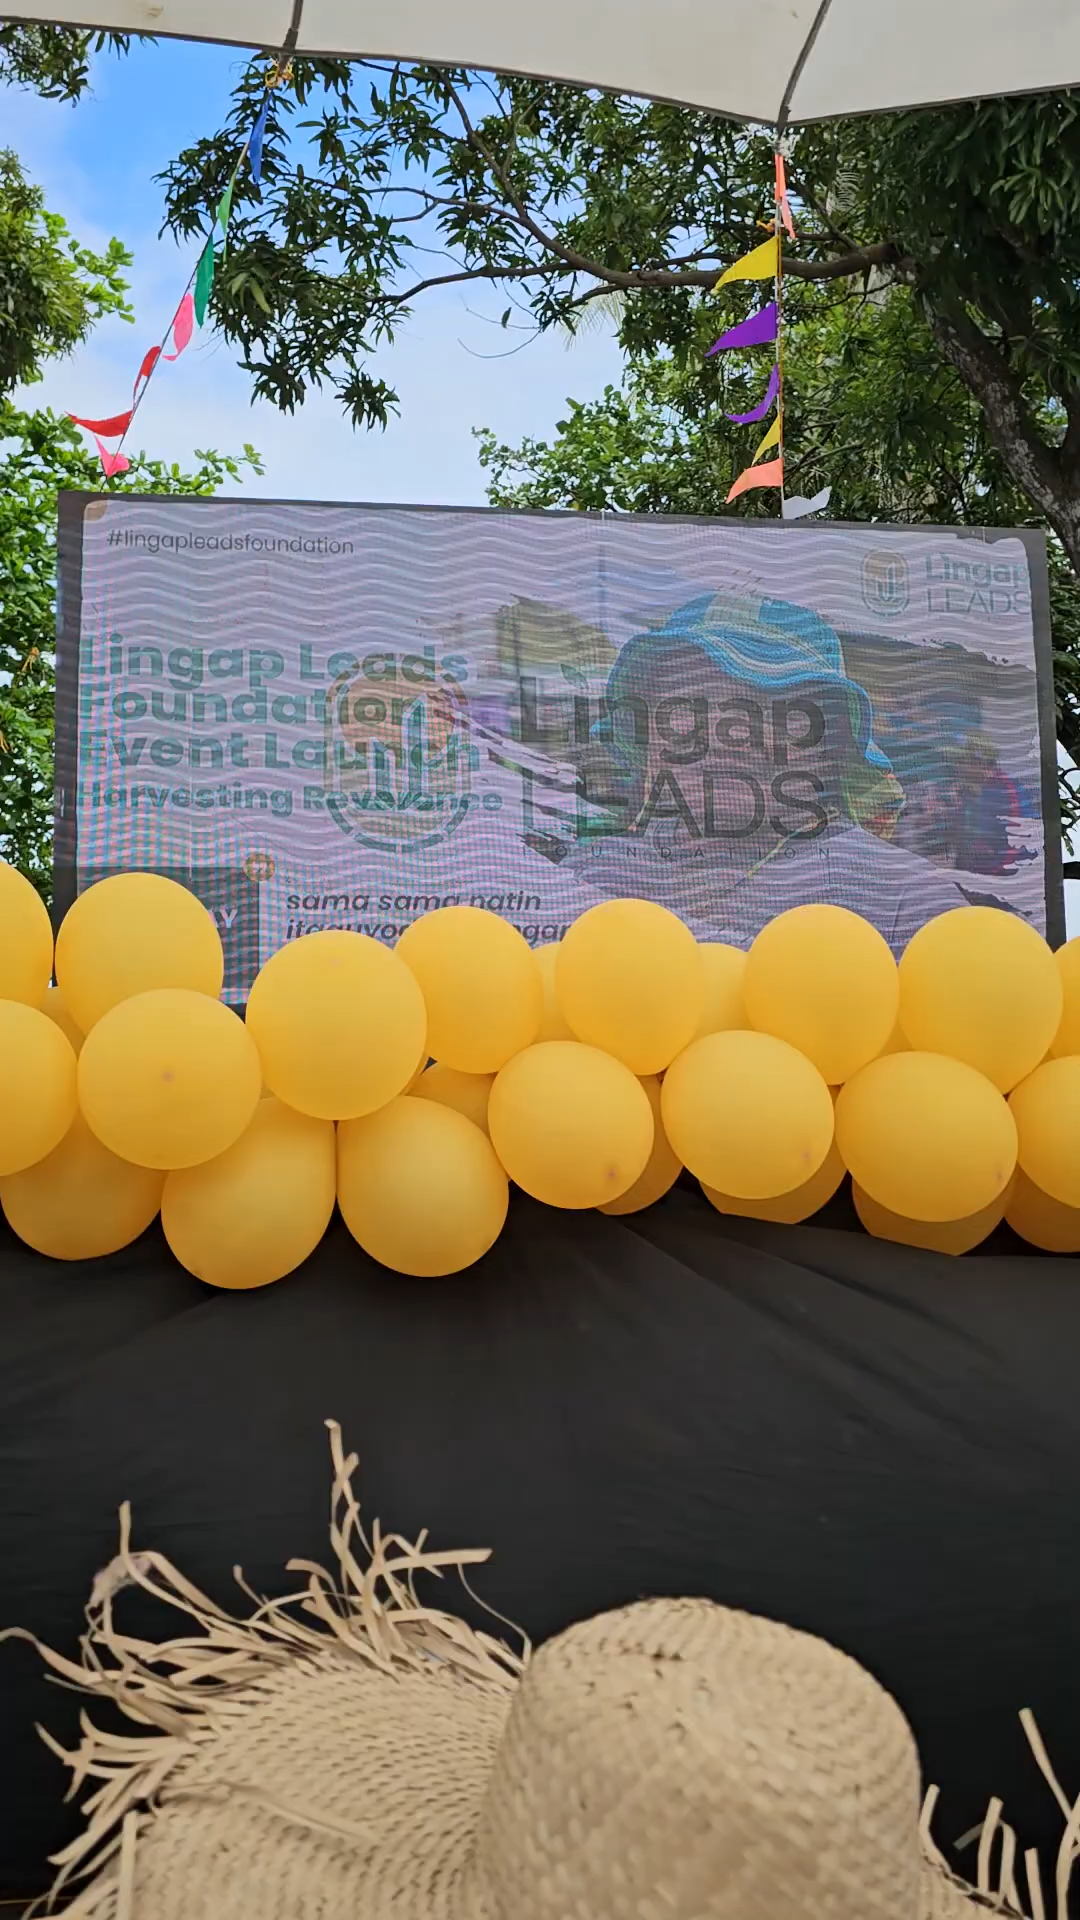 #lingapleadsfoundation
Lingap
LEADS
Lingap Leads
Foundation
Event Launch
Harvesting Reverence
Lingap
LEADS
FOUNDATION
sama sama natin